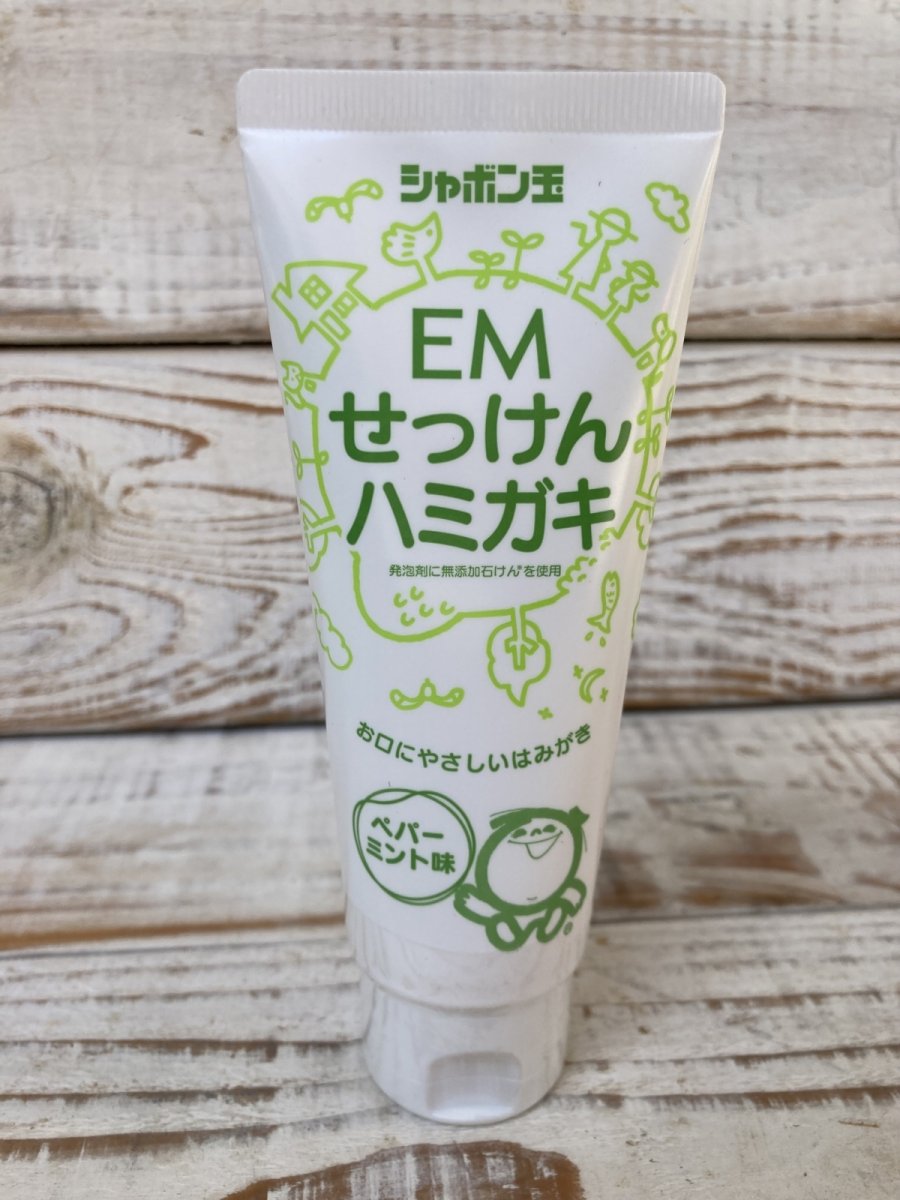 シャボン玉
EM
せっけん
ハミガキ
発泡剤に無添加石けん*を使用
お口にやさしいはみがき
ペパー
ミント味
®